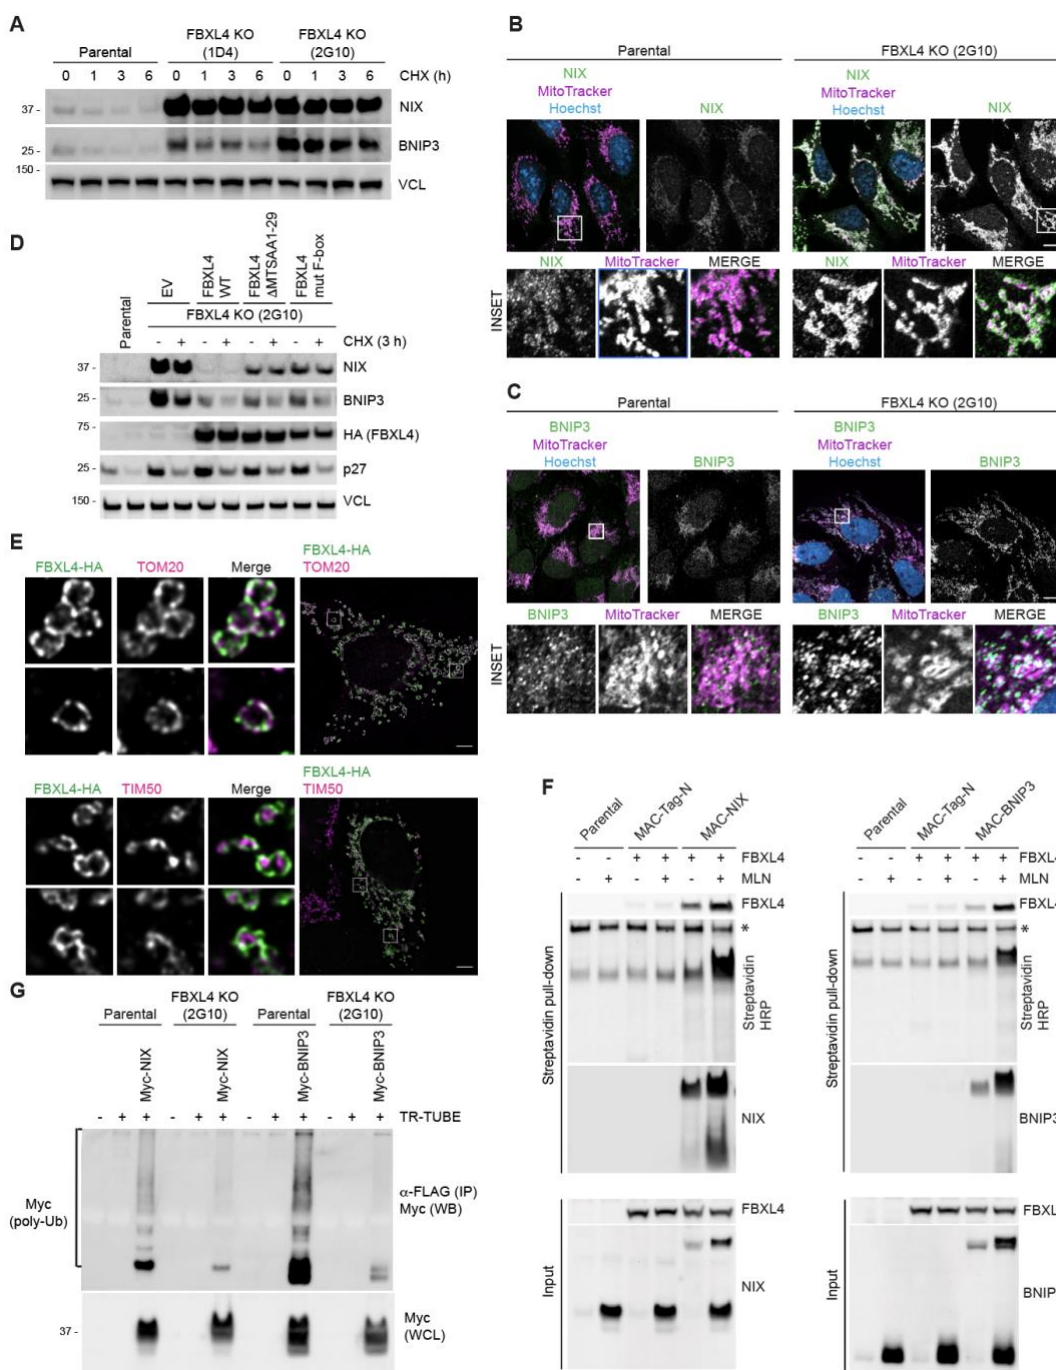 A
Parental
FBXL4 KO
(1D4)
FBXL4 KO
(2G10)
0 1 3 6 0 1 3 6 0 1 3 6 CHX (h)
37 - NIX
25 - BNIP3
150 - VCL
B
Parental
FBXL4 KO (2G10)
NIX
MitoTracker
Hoechst
NIX
NIX
MitoTracker
Hoechst
NIX
NIX MitoTracker MERGE
NIX MitoTracker MERGE
INSET
C
Parental
FBXL4 KO (2G10)
BNIP3
MitoTracker
Hoechst
BNIP3
BNIP3
MitoTracker
Hoechst
BNIP3
BNIP3 MitoTracker MERGE
BNIP3 MitoTracker MERGE
INSET
D
Parental
EV
FBXL4
WT
FBXL4
ΔMTSAA1-29
FBXL4
mut F-box
FBXL4 KO (2G10)
- + - + - + - + CHX (3 h)
37 - NIX
25 - BNIP3
75 - HA (FBXL4)
p27
150 - VCL
E
FBXL4-HA TOM20 Merge
FBXL4-HA
TOM20
FBXL4-HA TIM50 Merge
FBXL4-HA
TIM50
F
Parental
MAC-Tag-N
MAC-NIX
+ + + + FBXL4
- + - + - + MLN
FBXL4
*
Streptavidin
HRP
NIX
Streptavidin pull-down
FBXL4
NIX
Input
Parental
MAC-Tag-N
MAC-BNIP3
+ + + + FBXL4
- + - + - + MLN
FBXL4
*
Streptavidin
HRP
BNIP3
Streptavidin pull-down
FBXL
BNIP
Input
G
Parental
FBXL4 KO
(2G10)
Parental
FBXL4 KO
(2G10)
Myc-NIX
Myc-NIX
Myc-BNIP3
Myc-BNIP3
- + + - + + - + + - + + TR-TUBE
Myc
(poly-Ub)
α-FLAG (IP)
Myc (WB)
37 -
Myc
(WCL)